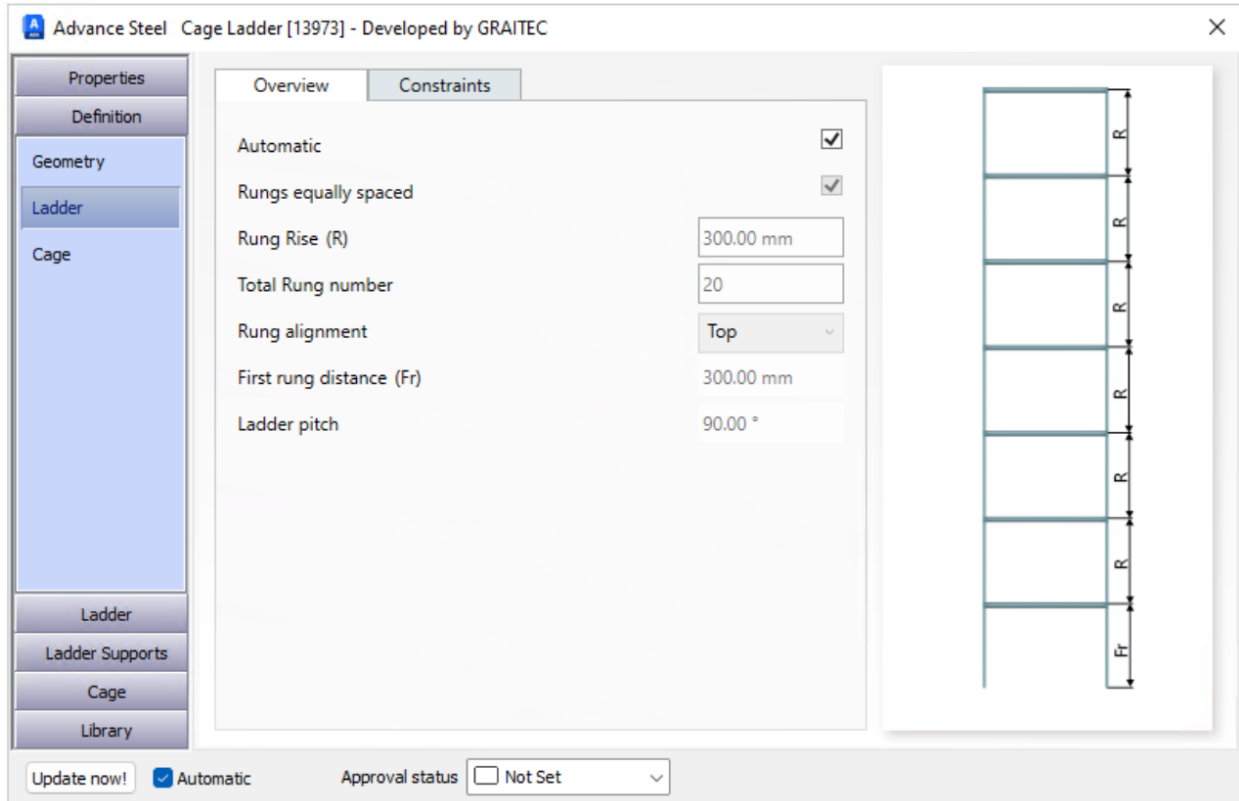 Advance Steel Cage Ladder [13973] - Developed by GRAITEC
Properties
Definition
Geometry
Ladder
Cage
Ladder
Ladder Supports
Cage
Library
Overview Constraints
Automatic
Rungs equally spaced
Rung Rise (R) 300.00 mm
Total Rung number 20
Rung alignment Top
First rung distance (Fr) 300.00 mm
Ladder pitch 90.00 °
R
R
R
R
R
R
Fr
Update now! Automatic Approval status Not Set